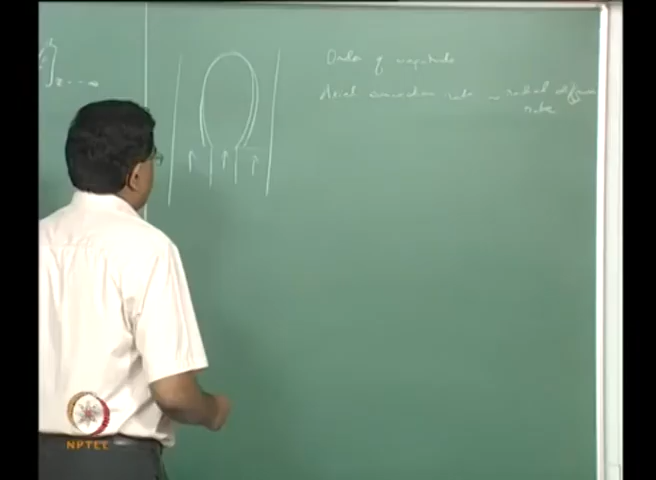 Order of magnitude
Axial convection rate ~ radial diffusion
rate
NPTEL